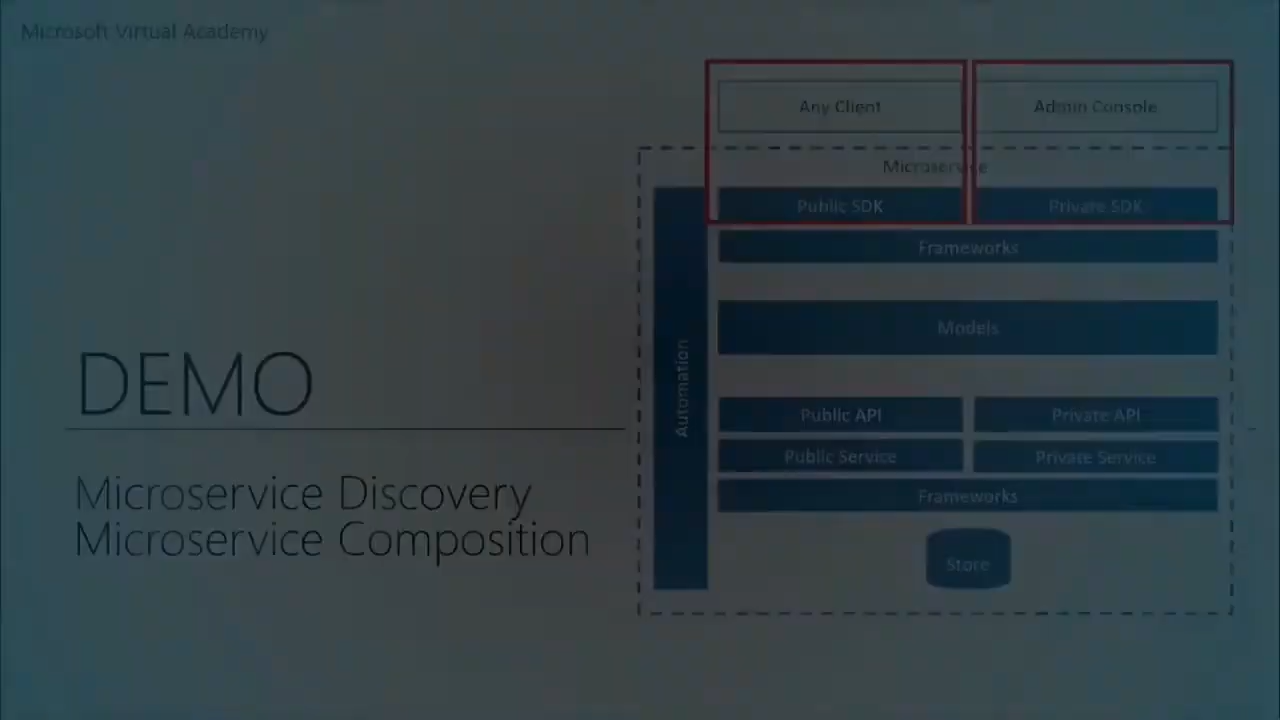 Microsoft Virtual Academy
Any Client
Admin Console
Microservice
Public SDK
Private SDK
Frameworks
Models
Automation
Public API
Private API
Public Service
Private Service
Frameworks
Store
DEMO
Microservice Discovery
Microservice Composition